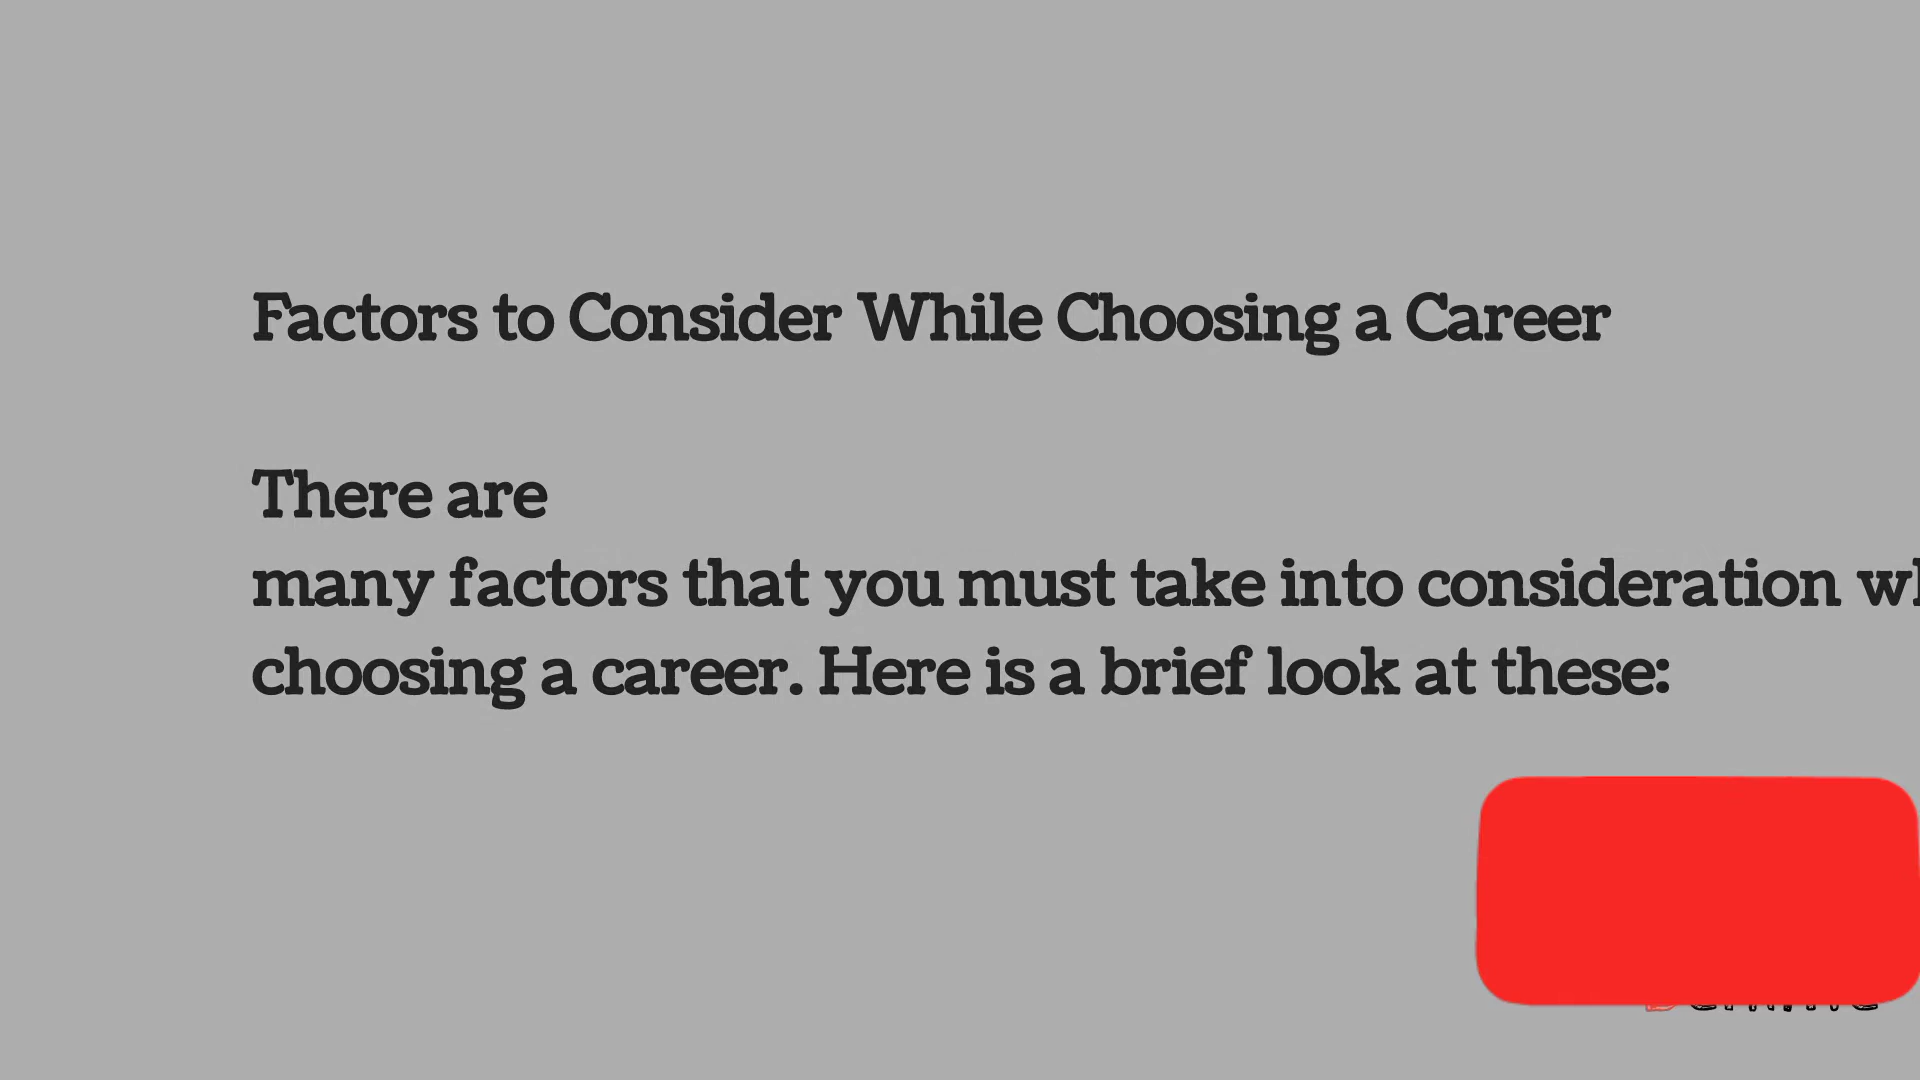 Factors to Consider While Choosing a Career
There are
many factors that you must take into consideration
choosing a career. Here is a brief look at these: